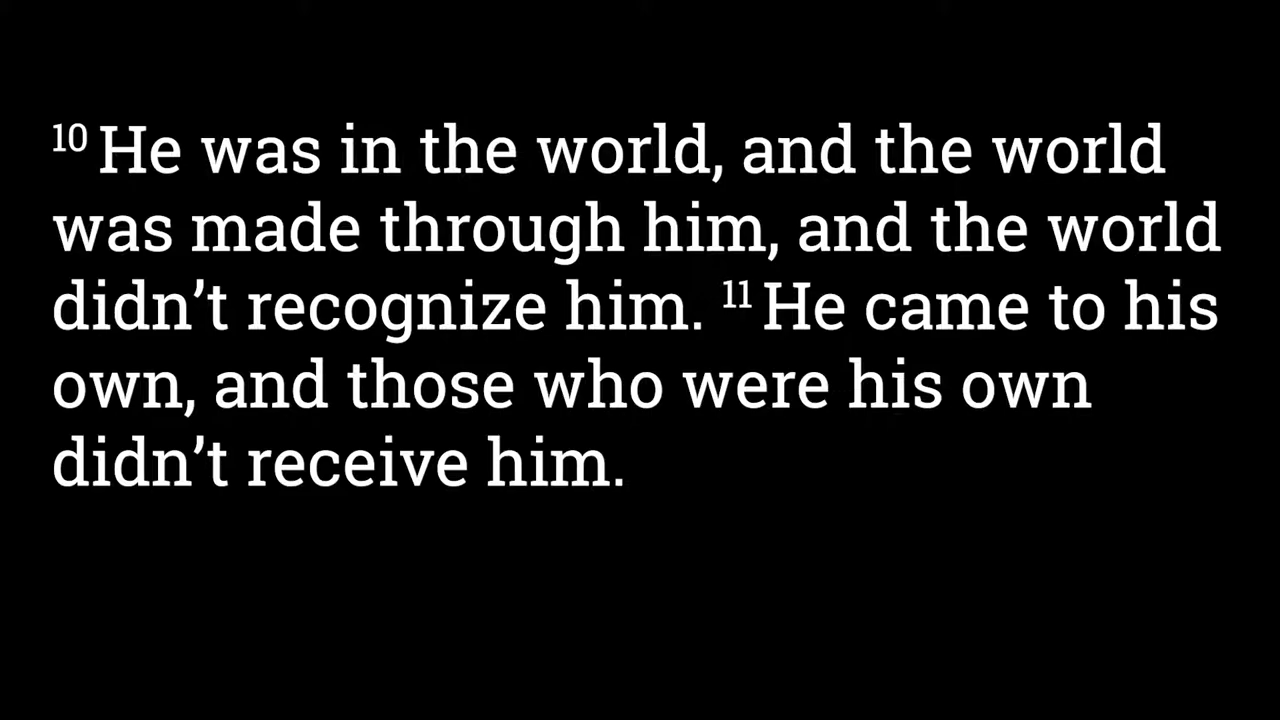 10 He was in the world, and the world
was made through him, and the world
didn’t recognize him. 11 He came to his
own, and those who were his own
didn’t receive him.